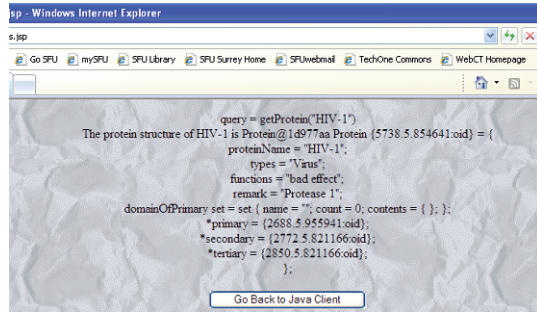 jsp - Windows Internet Explorer
s.jsp
Go SFU mySFU SFU Library SFU Surrey Home SFUwebmail TechOne Commons WebCT Homepage
query = getProtein("HIV-1")
The protein structure of HIV-1 is Protein@1d977aa Protein {5738.5.854641:oid} = {
proteinName = "HIV-1";
types = "Virus";
functions = "bad effect";
remark = "Protease 1";
domainOfPrimary set = set { name = ""; count = 0; contents = { }; };
*primary = {2688.5.955941:oid};
*secondary = {2772.5.821166:oid};
*tertiary = {2850.5.821166:oid};
};
Go Back to Java Client